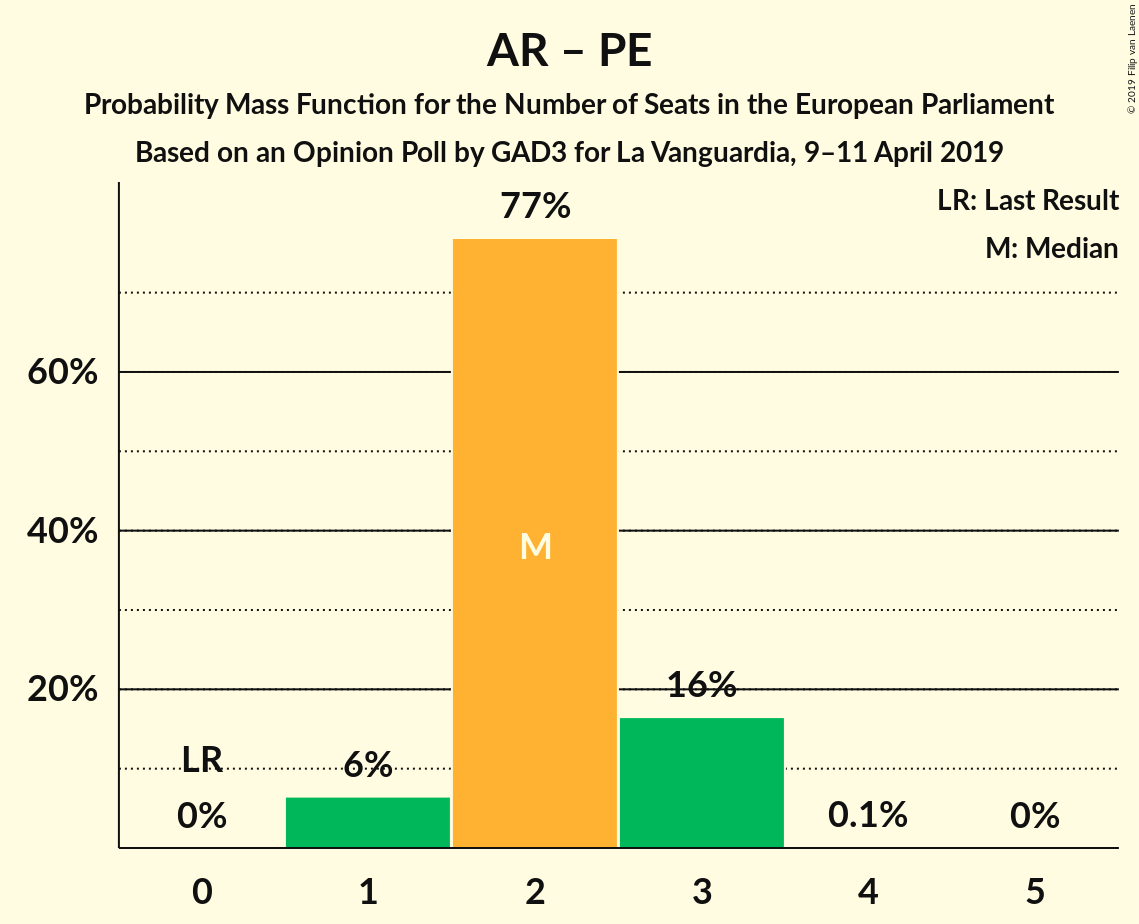 AR – PE
Probability Mass Function for the Number of Seats in the European Parliament
Based on an Opinion Poll by GAD3 for La Vanguardia, 9–11 April 2019
© 2019 Filip van Laenen
LR: Last Result
M: Median
77%
60%
40%
M
20%
16%
LR
6%
0%
0.1%
0%
0 1 2 3 4 5